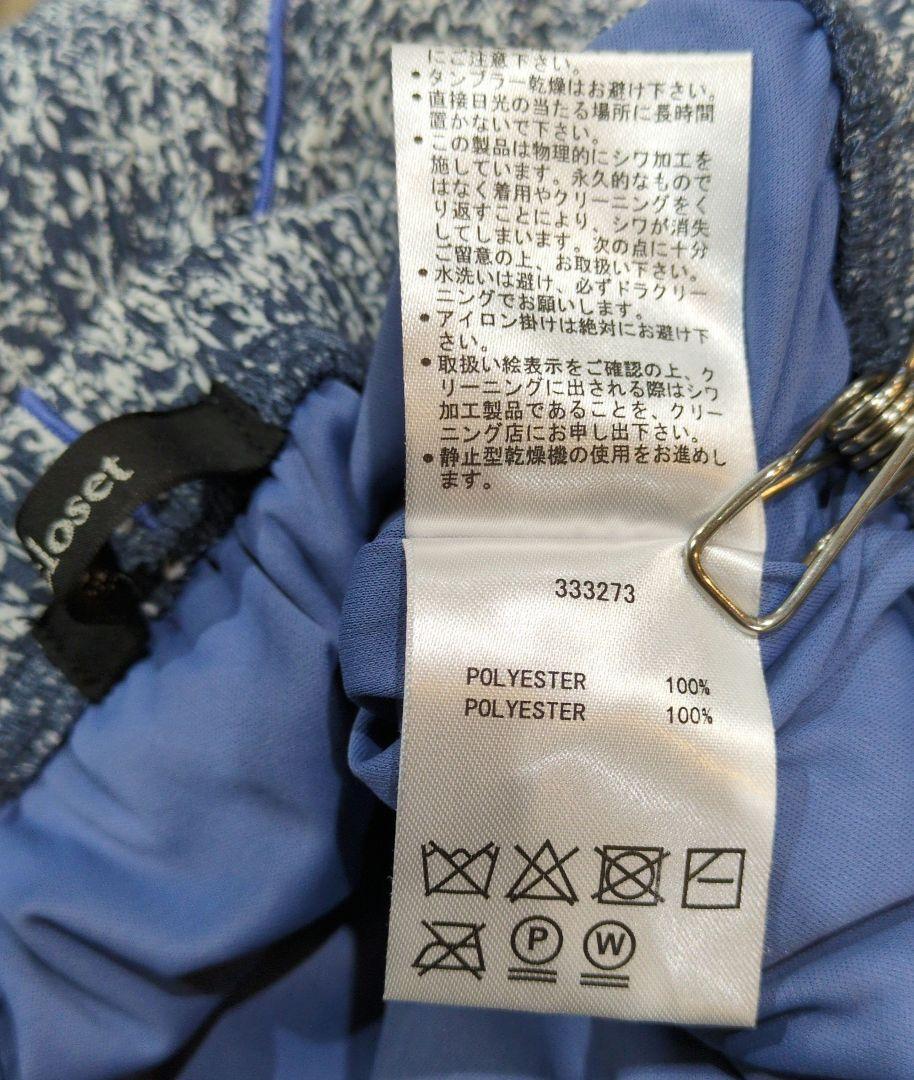 にご注意下さい。
•タンブラー乾燥はお避け下さい。
•直接日光の当たる場所に長時間
置かないで下さい。
•この製品は物理的にシワ加工を
施しています。永久的なもので
はなく着用やクリーニングをく
り返すことにより、シワが消失
してしまいます。次の点に十分
ご留意の上、お取扱い下さい。
•水洗いは避け、必ずドラクリー
ニングでお願いします。
•アイロン掛けは絶対にお避け下
さい。
•取扱い絵表示をご確認の上、ク
リーニングに出される際はシワ
加工製品であることを、クリー
ニング店にお申し出下さい。
•静止型乾燥機の使用をお進めし
ます。
333273
POLYESTER 100%
POLYESTER 100%
P W
closet